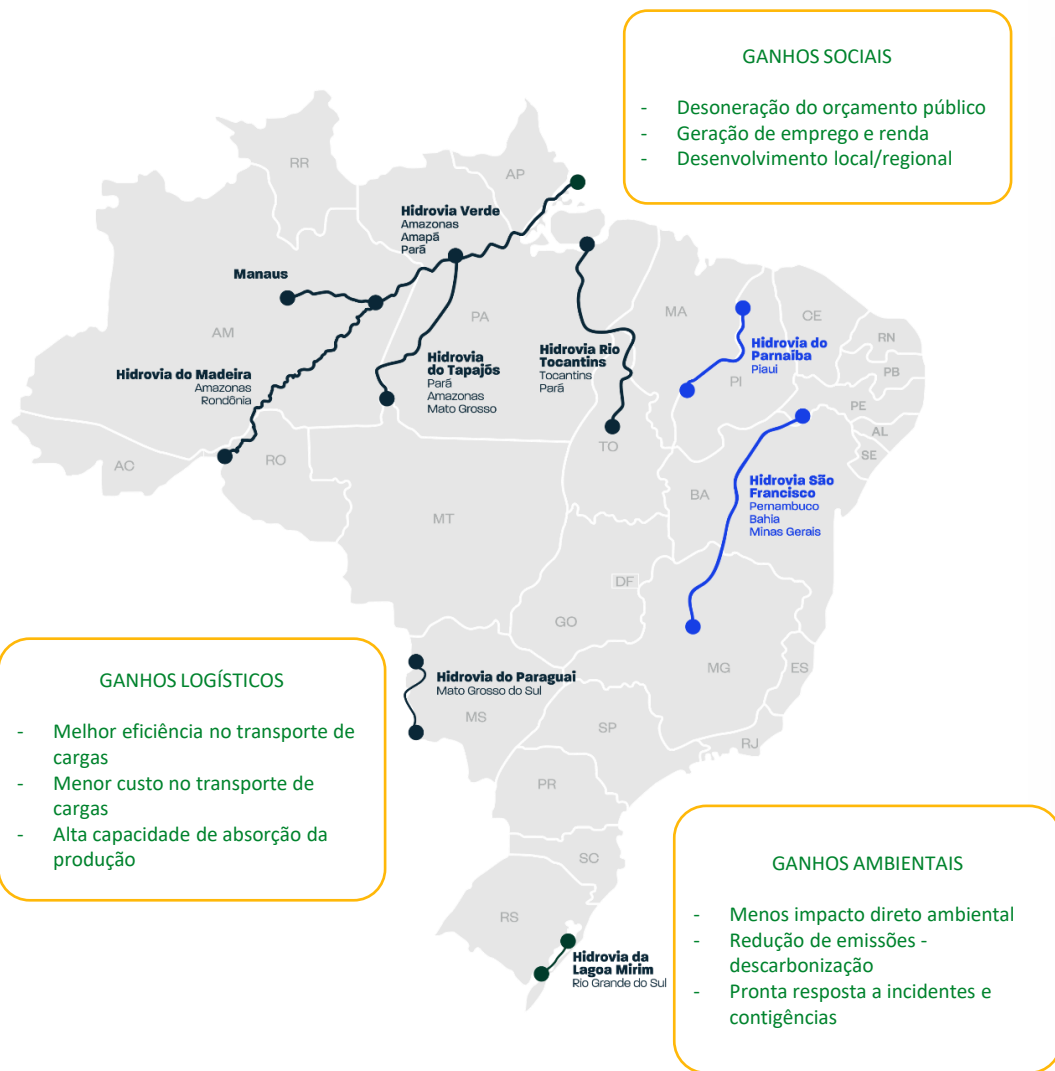 GANHOS SOCIAIS
- Desoneração do orçamento público
- Geração de emprego e renda
- Desenvolvimento local/regional
RR
AP
Hidrovia Verde
Amazonas
Amapã
Pará
Manaus
AM
PA
MA
CE
RN
PB
PE
AL
SE
PI
Hidrovia do Parnaíba
Piaui
Hidrovia do Madeira
Amazonas
Rondônia
Hidrovia
do Tapajós
Pará
Amazonas
Mato Grosso
Hidrovia Rio
Tocantins
Tocantins
Pará
TO
AC
RO
MT
BA
Hidrovia São
Francisco
Pernambuco
Bahia
Minas Gerais
DF
GO
MG
ES
GANHOS LOGÍSTICOS
- Melhor eficiência no transporte de
cargas
- Menor custo no transporte de
cargas
- Alta capacidade de absorção da
produção
Hidrovia do Paraguai
Mato Grosso do Sul
MS
SP
RJ
PR
SC
RS
Hidrovia da
Lagoa Mirim
Rio Grande do Sul
GANHOS AMBIENTAIS
- Menos impacto direto ambiental
- Redução de emissões -
descarbonização
- Pronta resposta a incidentes e
contigências